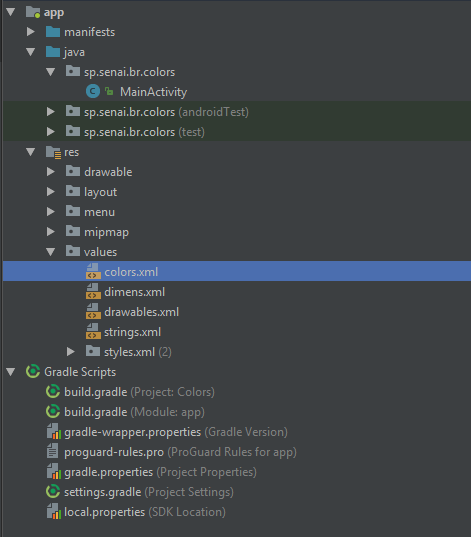 app
manifests
java
sp.senai.br.colors
MainActivity
sp.senai.br.colors (androidTest)
sp.senai.br.colors (test)
res
drawable
layout
menu
mipmap
values
colors.xml
dimens.xml
drawables.xml
strings.xml
styles.xml (2)
Gradle Scripts
build.gradle (Project: Colors)
build.gradle (Module: app)
gradle-wrapper.properties (Gradle Version)
proguard-rules.pro (ProGuard Rules for app)
gradle.properties (Project Properties)
settings.gradle (Project Settings)
local.properties (SDK Location)